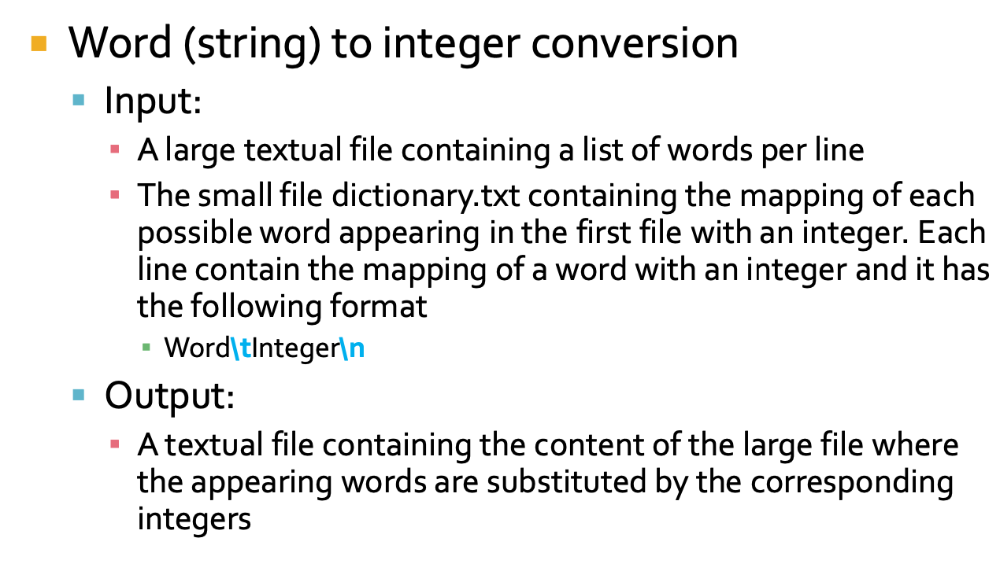 Word (string) to integer conversion
Input:
A large textual file containing a list of words per line
The small file dictionary.txt containing the mapping of each
possible word appearing in the first file with an integer. Each
line contain the mapping of a word with an integer and it has
the following format
Word\tInteger\n
Output:
A textual file containing the content of the large file where
the appearing words are substituted by the corresponding
integers